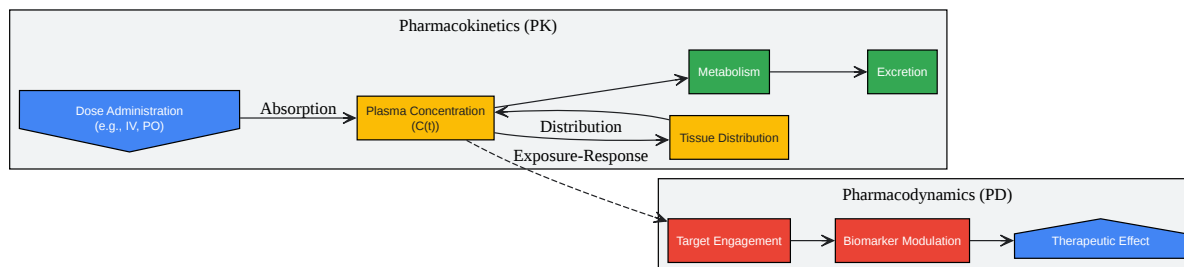 Pharmacokinetics (PK)
Metabolism
Excretion
Dose Administration
(e.g., IV, PO)
Absorption
Plasma Concentration
(C(t))
Distribution
Tissue Distribution
Exposure-Response
Pharmacodynamics (PD)
Target Engagement
Biomarker Modulation
Therapeutic Effect